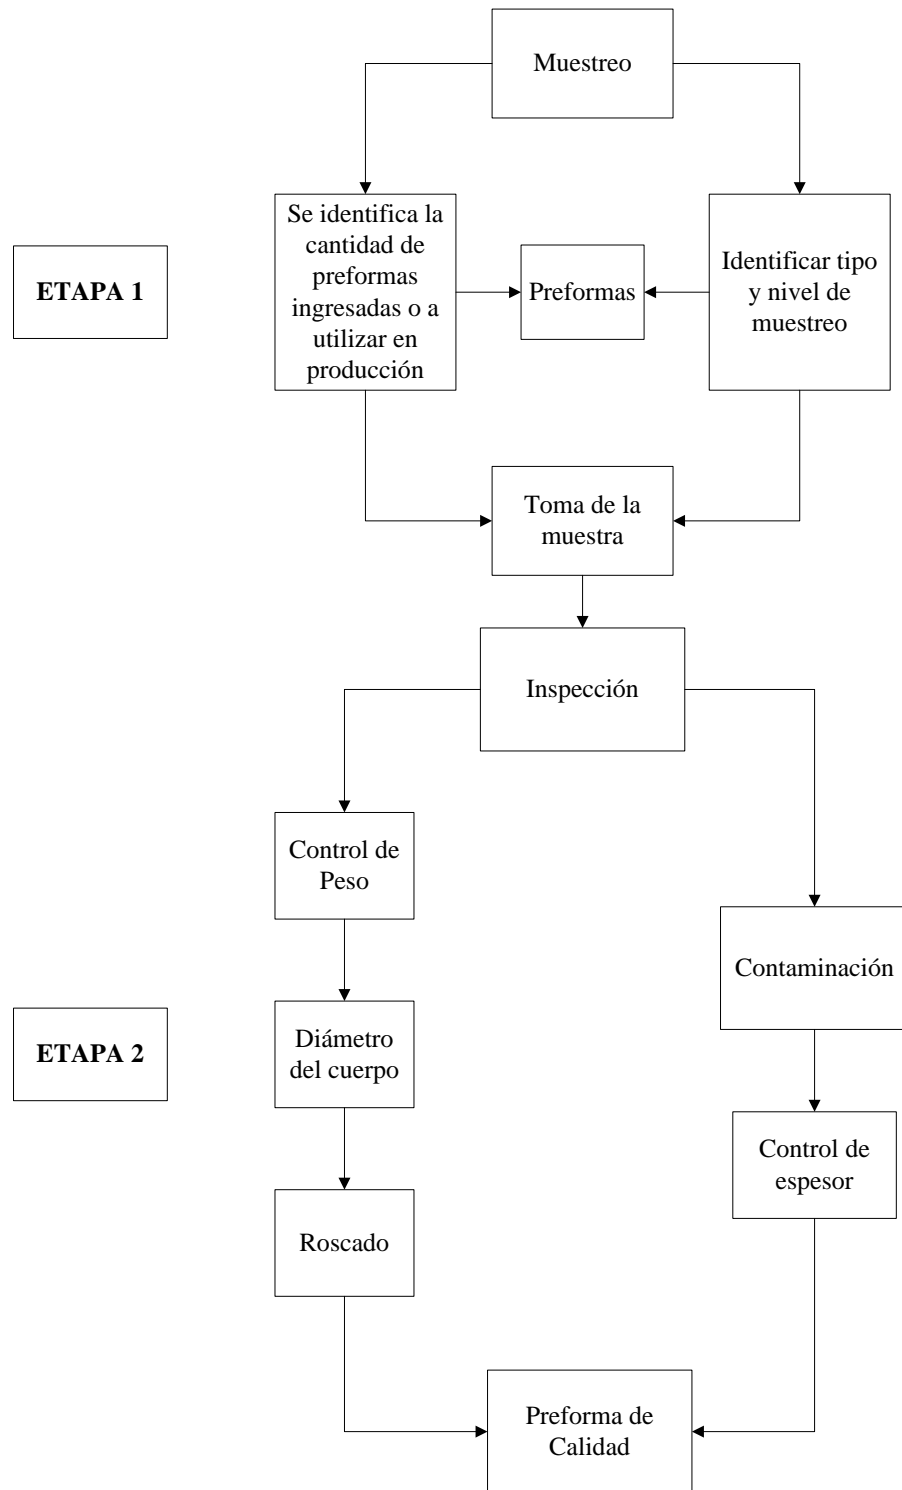 Muestreo
Se identifica la
cantidad de
preformas
ingresadas o a
utilizar en
producción
ETAPA 1
Preformas
Identificar tipo
y nivel de
muestreo
Toma de la
muestra
Inspección
Control de
Peso
Contaminación
ETAPA 2
Diámetro
del cuerpo
Control de
espesor
Roscado
Preforma de
Calidad